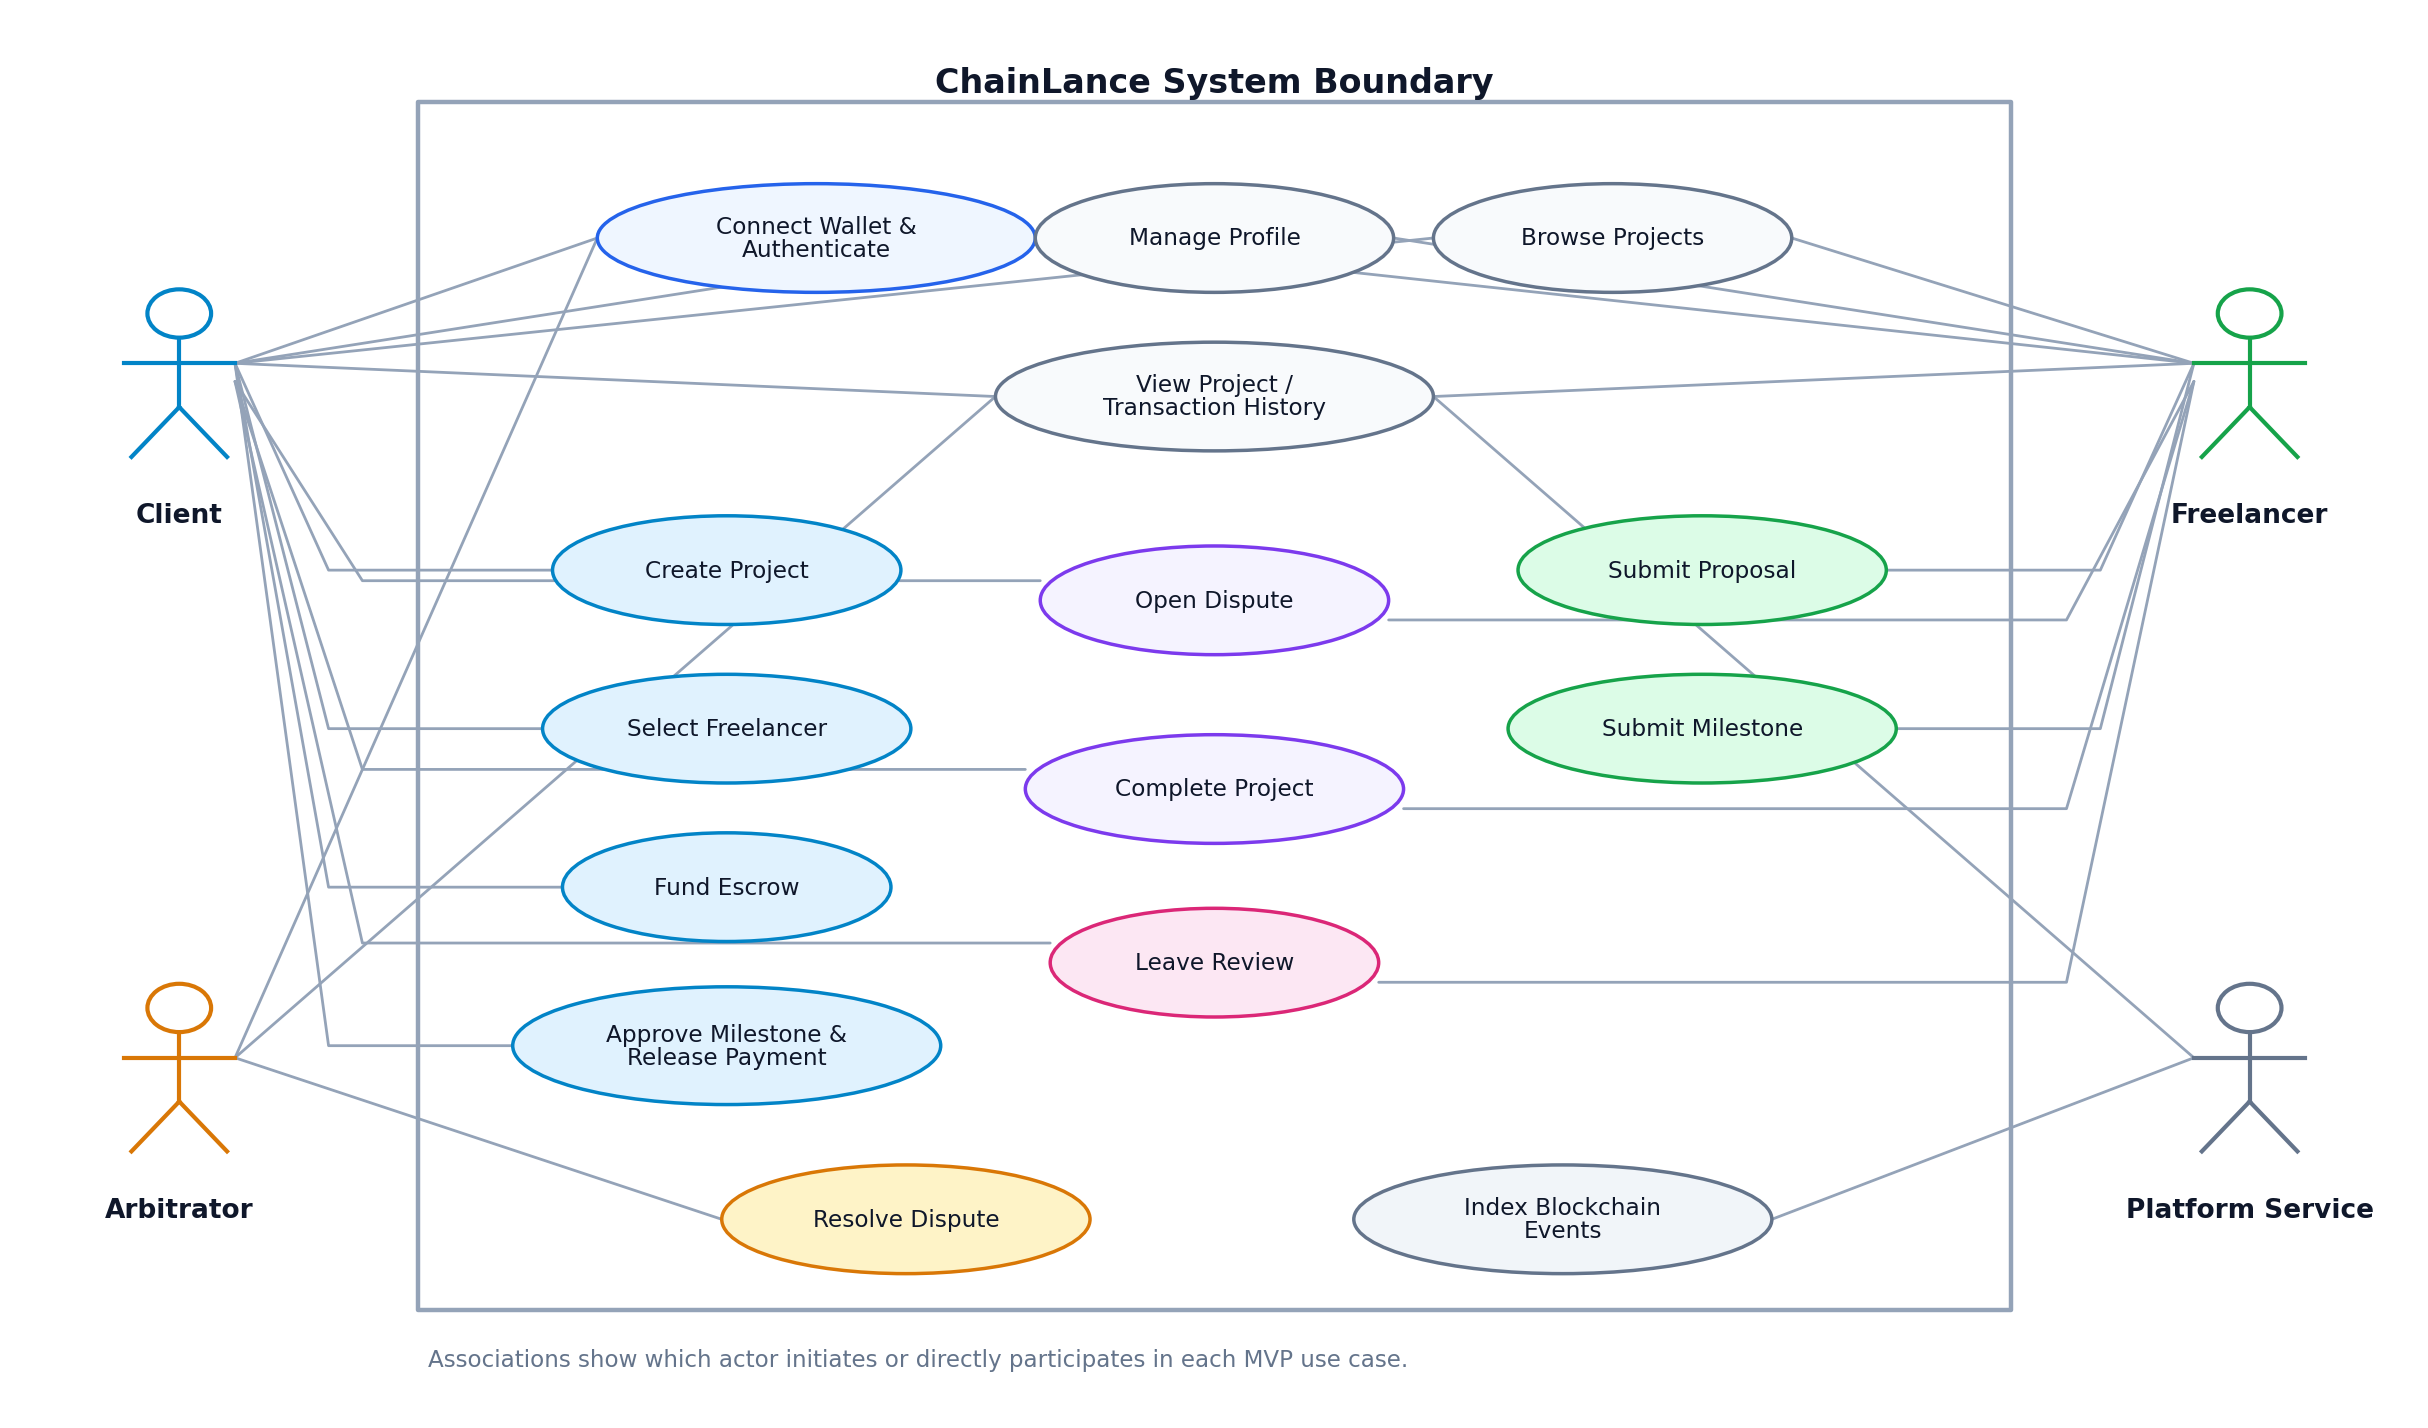 ChainLance System Boundary
Connect Wallet &
Authenticate
Manage Profile
Browse Projects
View Project /
Transaction History
Client
Freelancer
Create Project
Open Dispute
Submit Proposal
Select Freelancer
Complete Project
Submit Milestone
Fund Escrow
Leave Review
Approve Milestone &
Release Payment
Arbitrator
Platform Service
Resolve Dispute
Index Blockchain
Events
Associations show which actor initiates or directly participates in each MVP use case.